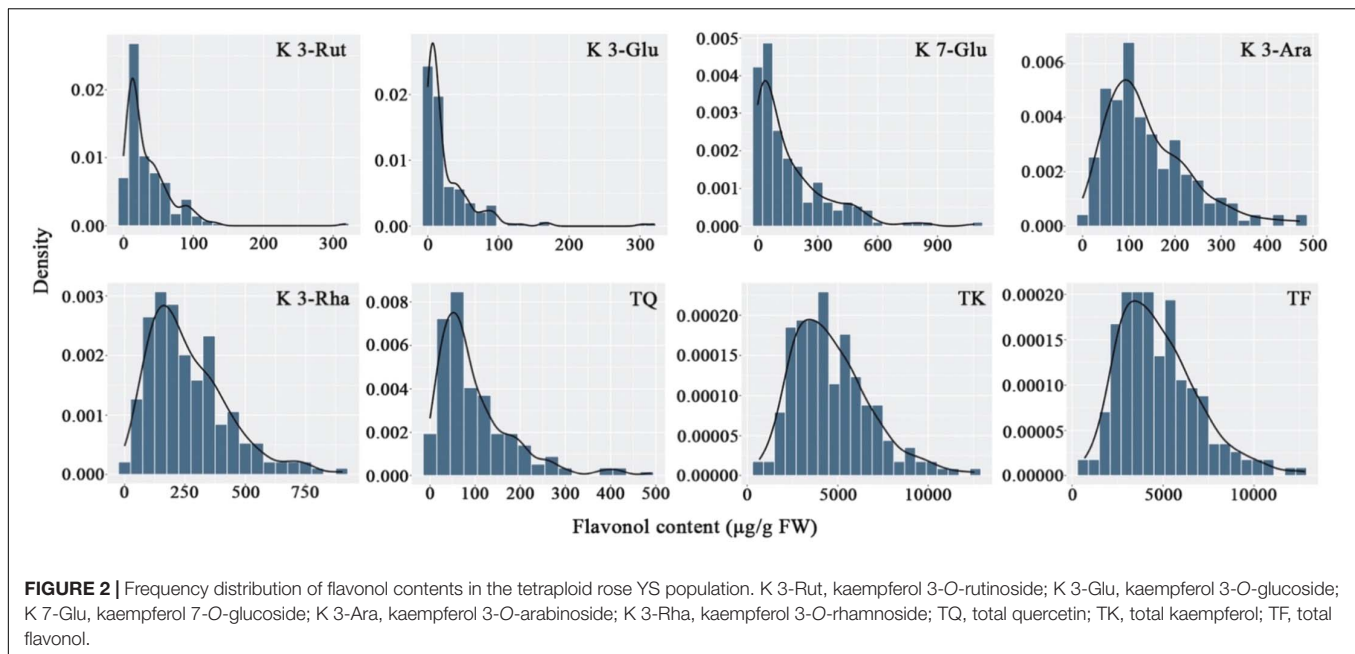 K 3-Rut
0.02
0.01
0.00
0 100 200 300
K 3-Glu
0.02
0.01
0.00
0 100 200 300
K 7-Glu
0.005
0.004
0.003
0.002
0.001
0.000
0 300 600 900
K 3-Ara
0.006
0.004
0.002
0.000
0 100 200 300 400 500
Density
K 3-Rha
0.003
0.002
0.001
0.000
0 250 500 750
TQ
0.008
0.006
0.004
0.002
0.000
0 100 200 300 400 500
TK
0.00020
0.00015
0.00010
0.00005
0.00000
0 5000 10000
TF
0.00020
0.00015
0.00010
0.00005
0.00000
0 5000 10000
Flavonol content (µg/g FW)
FIGURE 2 | Frequency distribution of flavonol contents in the tetraploid rose YS population. K 3-Rut, kaempferol 3-O-rutinoside; K 3-Glu, kaempferol 3-O-glucoside;
K 7-Glu, kaempferol 7-O-glucoside; K 3-Ara, kaempferol 3-O-arabinoside; K 3-Rha, kaempferol 3-O-rhamnoside; TQ, total quercetin; TK, total kaempferol; TF, total
flavonol.